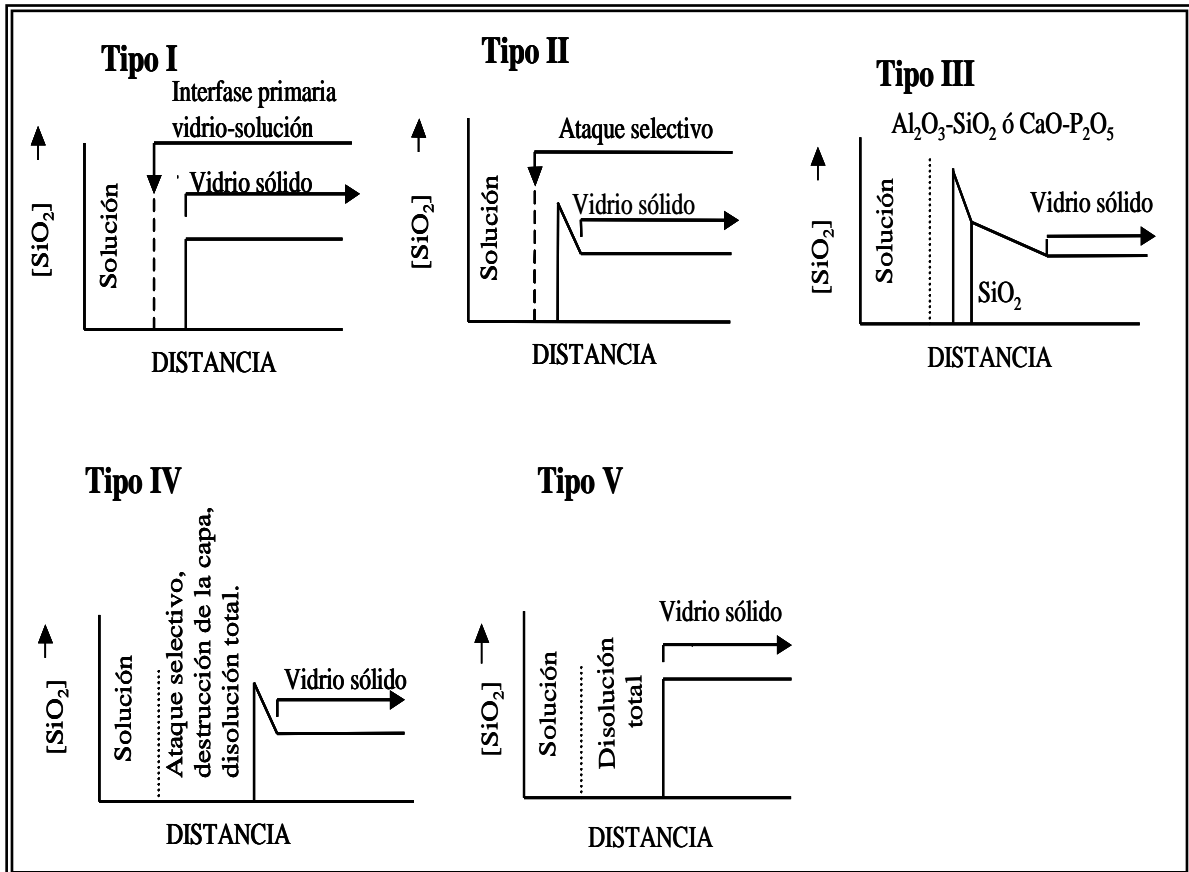 Tipo I
Interfase primaria
vidrio-solución
Vidrio sólido
Solución
[SiO₂]
DISTANCIA
Tipo II
Ataque selectivo
Vidrio sólido
Solución
[SiO₂]
DISTANCIA
Tipo III
Al₂O₃-SiO₂ ó CaO-P₂O₅
Vidrio sólido
Solución
SiO₂
[SiO₂]
DISTANCIA
Tipo IV
Ataque selectivo,
destrucción de la capa,
disolución total.
Vidrio sólido
Solución
[SiO₂]
DISTANCIA
Tipo V
Vidrio sólido
Disolución
total
Solución
[SiO₂]
DISTANCIA